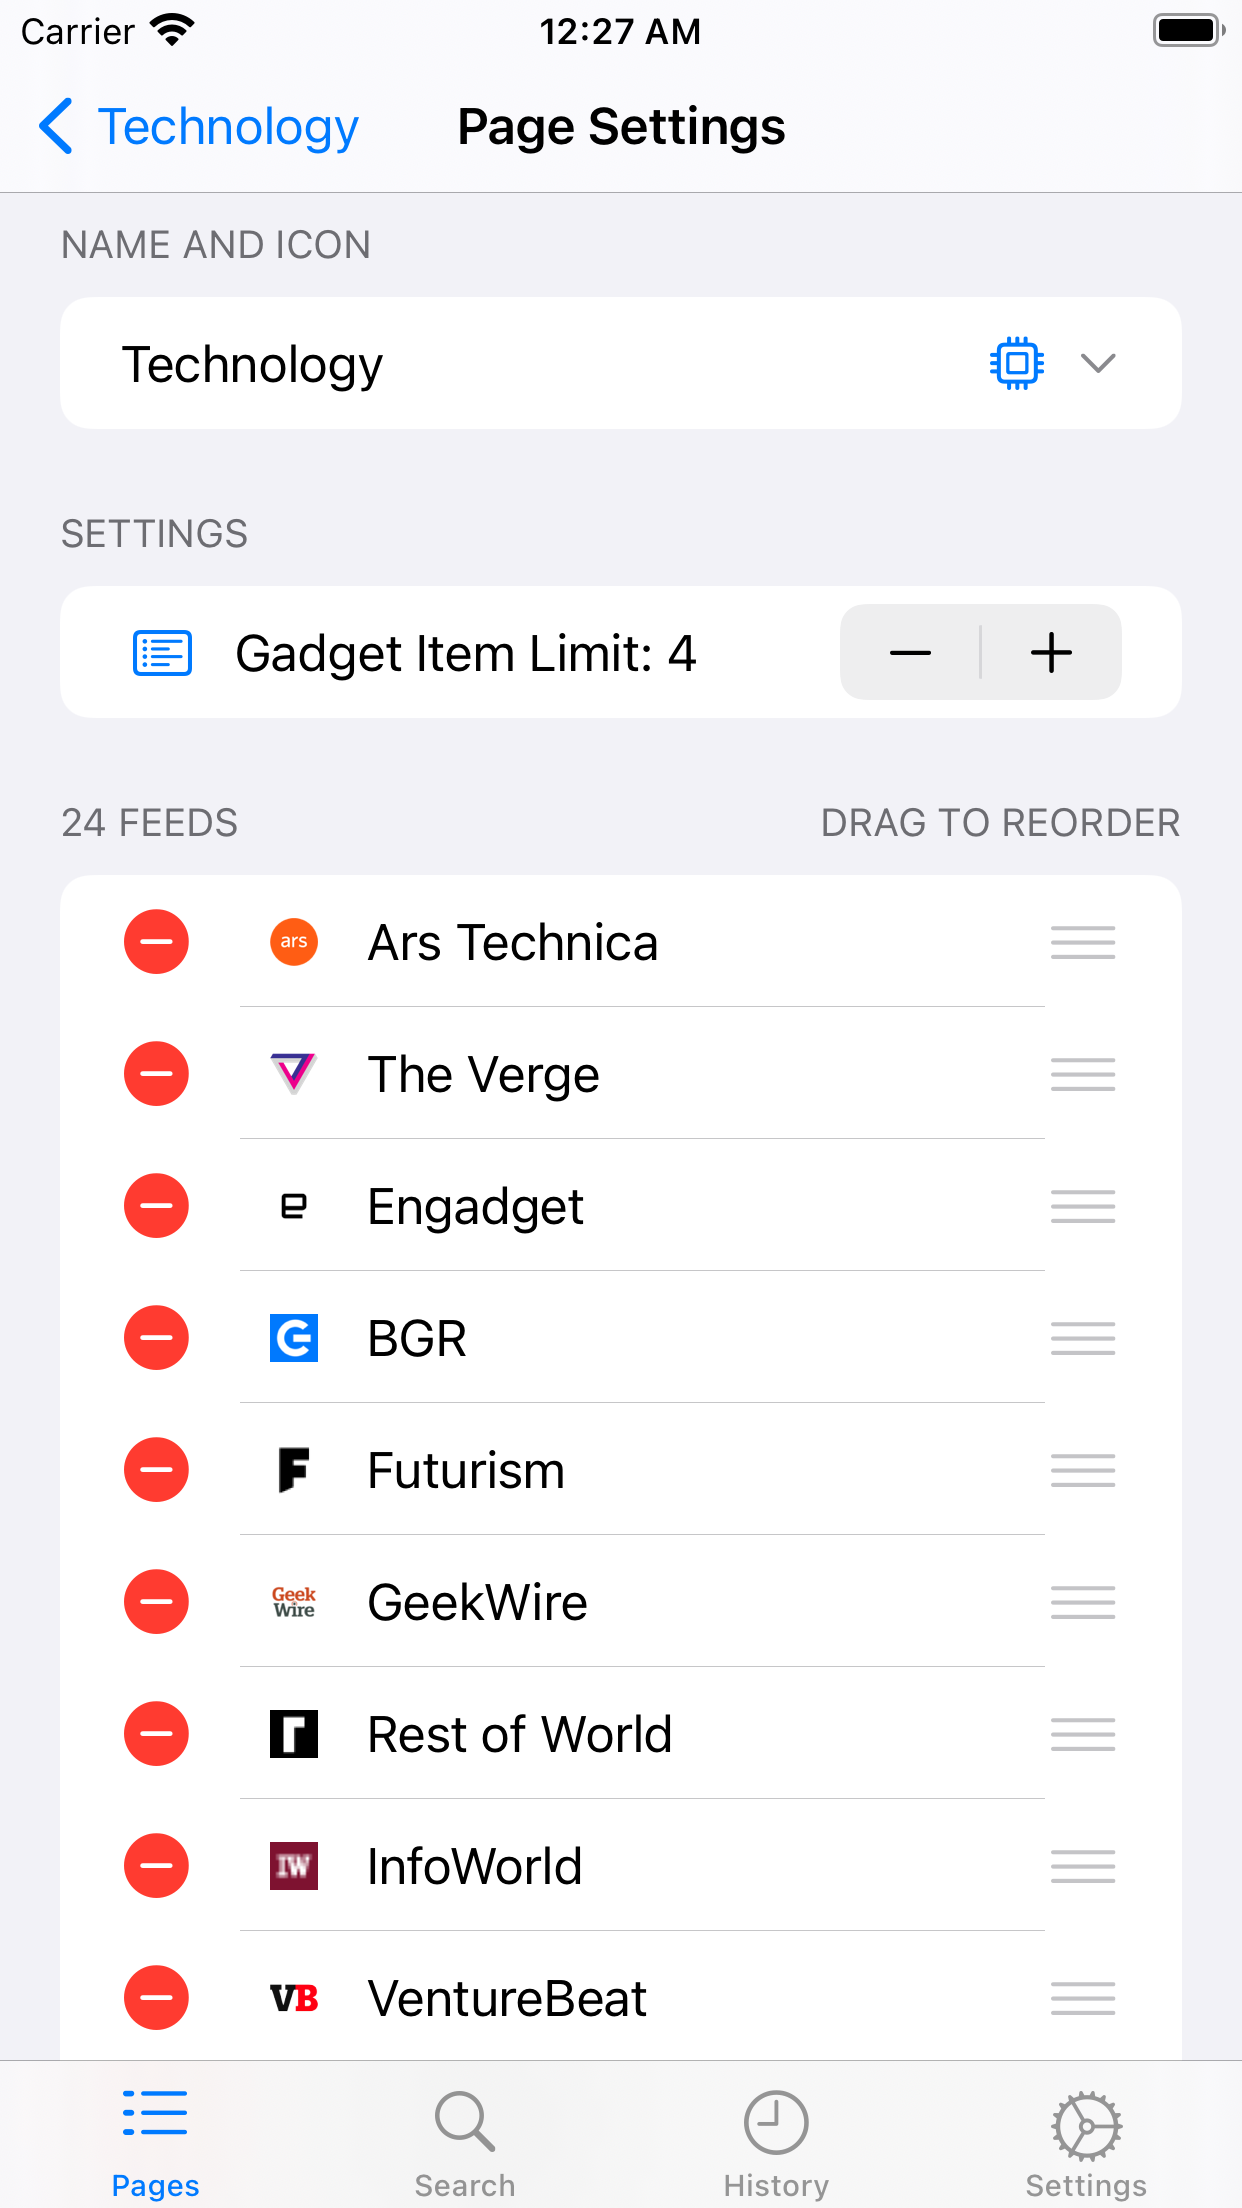 Carrier 12:27 AM
Technology Page Settings
NAME AND ICON
Technology
SETTINGS
Gadget Item Limit: 4
24 FEEDS DRAG TO REORDER
ars Ars Technica
The Verge
Engadget
BGR
Futurism
Geek
Wire
GeekWire
Rest of World
IW InfoWorld
VB VentureBeat
Pages Search History Settings